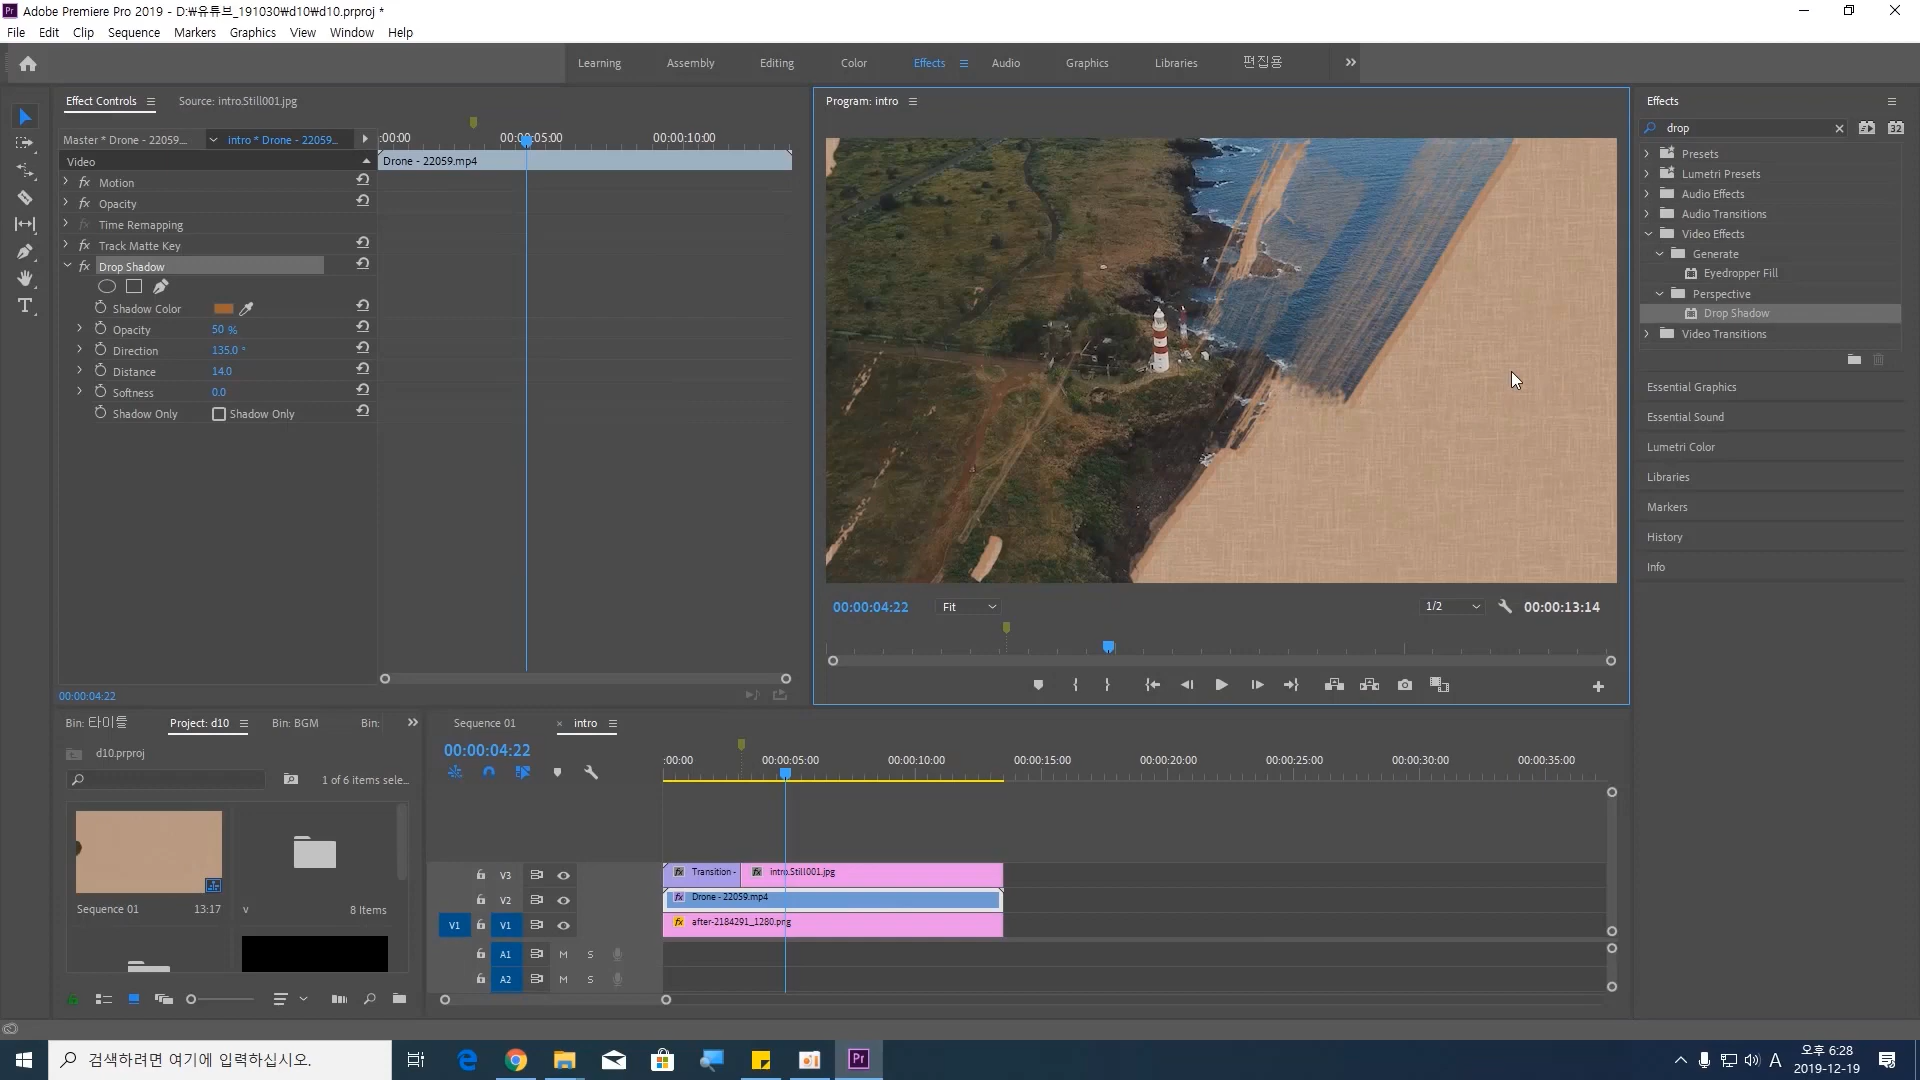 Adobe Premiere Pro 2019 - D:₩유튜브_191030₩d10₩d10.prproj *
File Edit Clip Sequence Markers Graphics View Window Help
Learning Assembly Editing Color Effects Audio Graphics Libraries 편집용
Effect Controls Source: intro.Still001.jpg
Master * Drone - 22059... intro * Drone - 22059...
:00:00 00:00:05:00 00:00:10:00
Video
Drone - 22059.mp4
fx Motion
fx Opacity
fx Time Remapping
fx Track Matte Key
fx Drop Shadow
Shadow Color
Opacity 50 %
Direction 135.0 °
Distance 14.0
Softness 0.0
Shadow Only Shadow Only
00:00:04:22
Program: intro
00:00:04:22 Fit 1/2 00:00:13:14
Effects
drop
32
Presets
Lumetri Presets
Audio Effects
Audio Transitions
Video Effects
Generate
Eyedropper Fill
Perspective
Drop Shadow
Video Transitions
Essential Graphics
Essential Sound
Lumetri Color
Libraries
Markers
History
Info
Bin: 타이틀 Project: d10 Bin: BGM Bin:
d10.prproj
1 of 6 items sele...
Sequence 01 13:17
v 8 Items
Sequence 01 × intro
00:00:04:22
:00:00 00:00:05:00 00:00:10:00 00:00:15:00 00:00:20:00 00:00:25:00 00:00:30:00 00:00:35:00
V3 fx Transition - fx intro.Still001.jpg
V2 fx Drone - 22059.mp4
V1 V1 fx after-2184291_1280.png
A1 M S
A2 M S
검색하려면 여기에 입력하십시오.
Pr
A
오후 6:28
2019-12-19